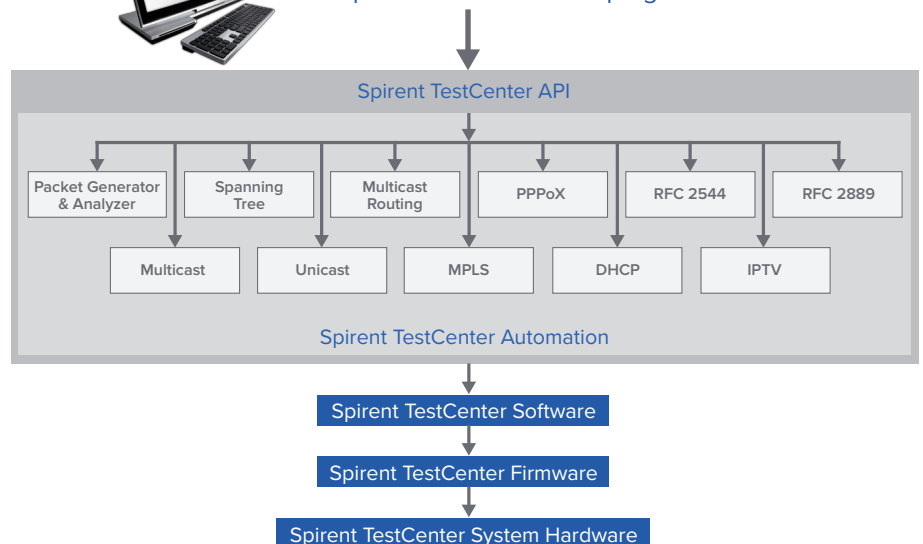 Spirent TestCenter API
Packet Generator
& Analyzer
Spanning
Tree
Multicast
Routing
PPPoX
RFC 2544
RFC 2889
Multicast
Unicast
MPLS
DHCP
IPTV
Spirent TestCenter Automation
Spirent TestCenter Software
Spirent TestCenter Firmware
Spirent TestCenter System Hardware